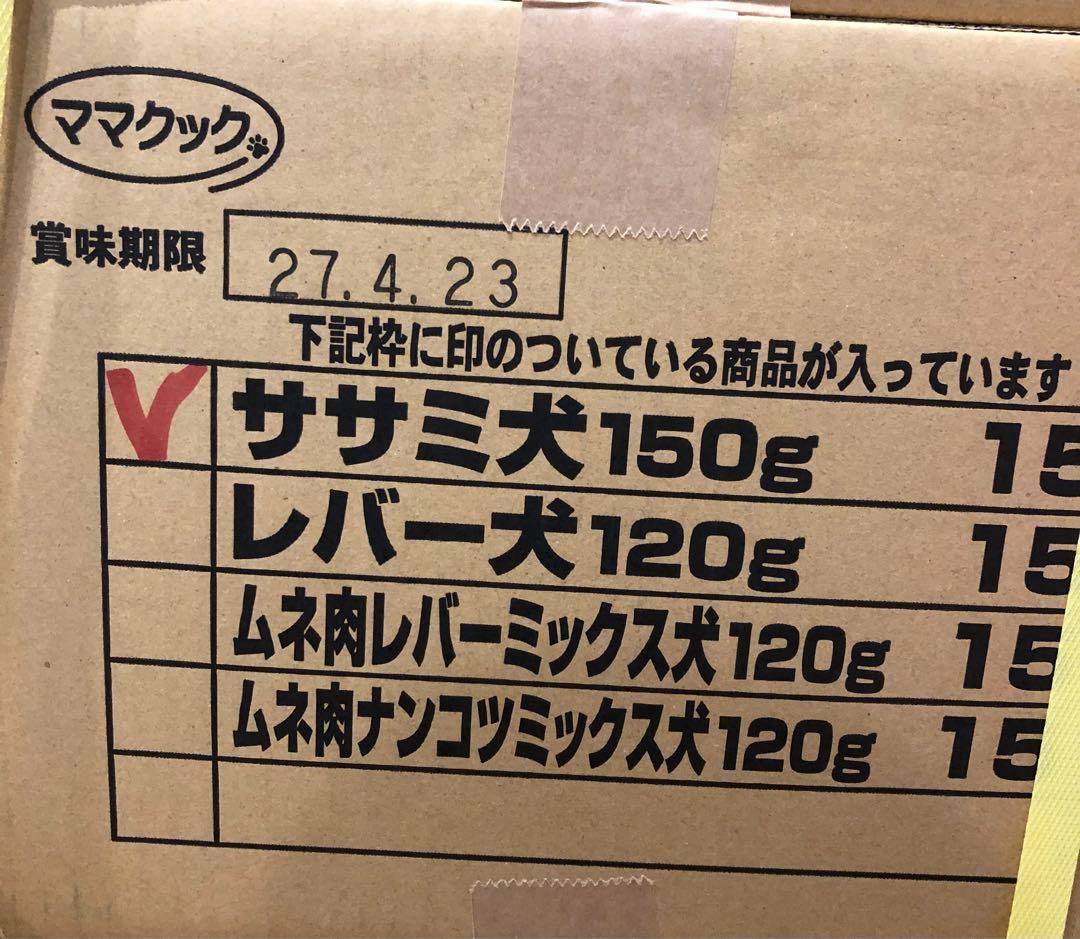 ママクック
賞味期限 27.4.23
下記枠に印のついている商品が入っています
ササミ犬150g 15
レバー犬120g 15
ムネ肉レバーミックス犬120g 15
ムネ肉ナンコツミックス犬120g 15